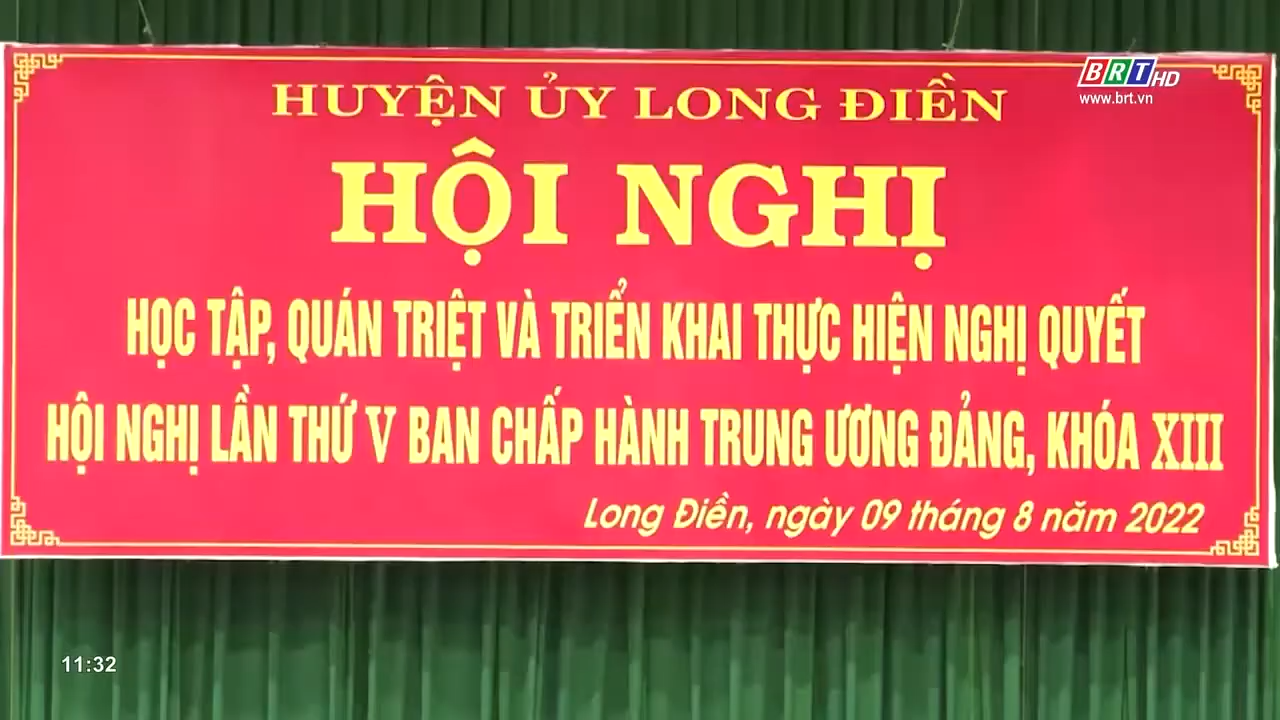 BRT HD
www.brt.vn
HUYỆN ỦY LONG ĐIỀN
HỘI NGHỊ
HỌC TẬP, QUÁN TRIỆT VÀ TRIỂN KHAI THỰC HIỆN NGHỊ QUYẾT
HỘI NGHỊ LẦN THỨ V BAN CHẤP HÀNH TRUNG ƯƠNG ĐẢNG, KHÓA XIII
Long Điền, ngày 09 tháng 8 năm 2022
11:32